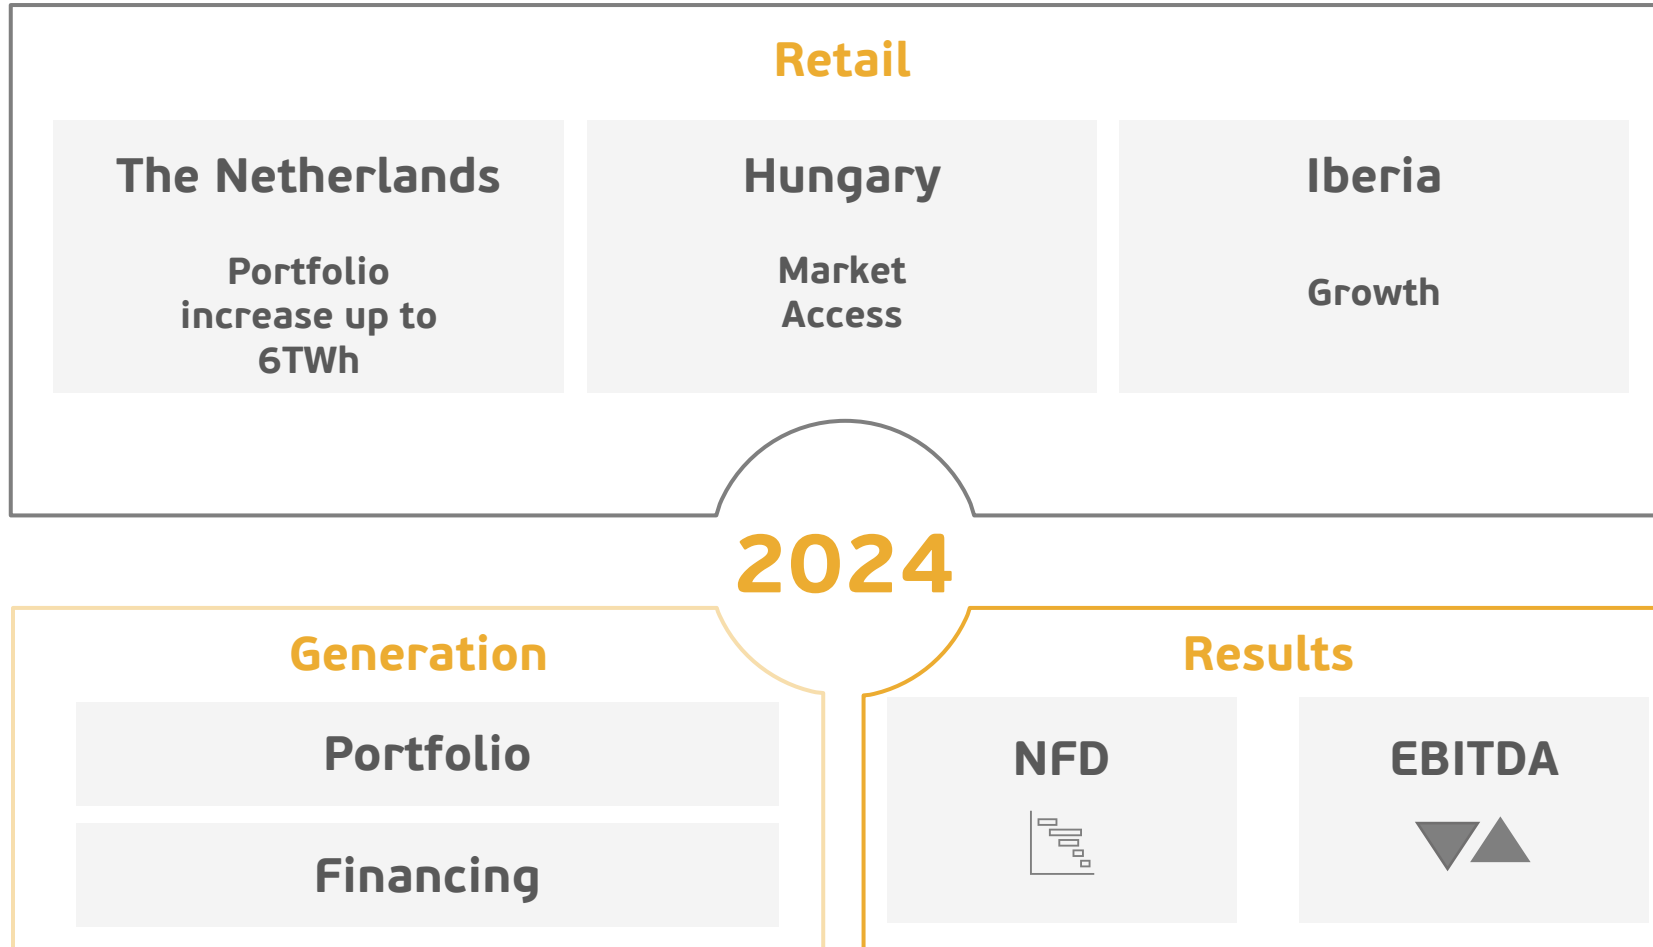 Retail
The Netherlands
Portfolio
increase up to
6TWh
Hungary
Market
Access
Iberia
Growth
2024
Generation
Portfolio
Financing
Results
NFD
EBITDA